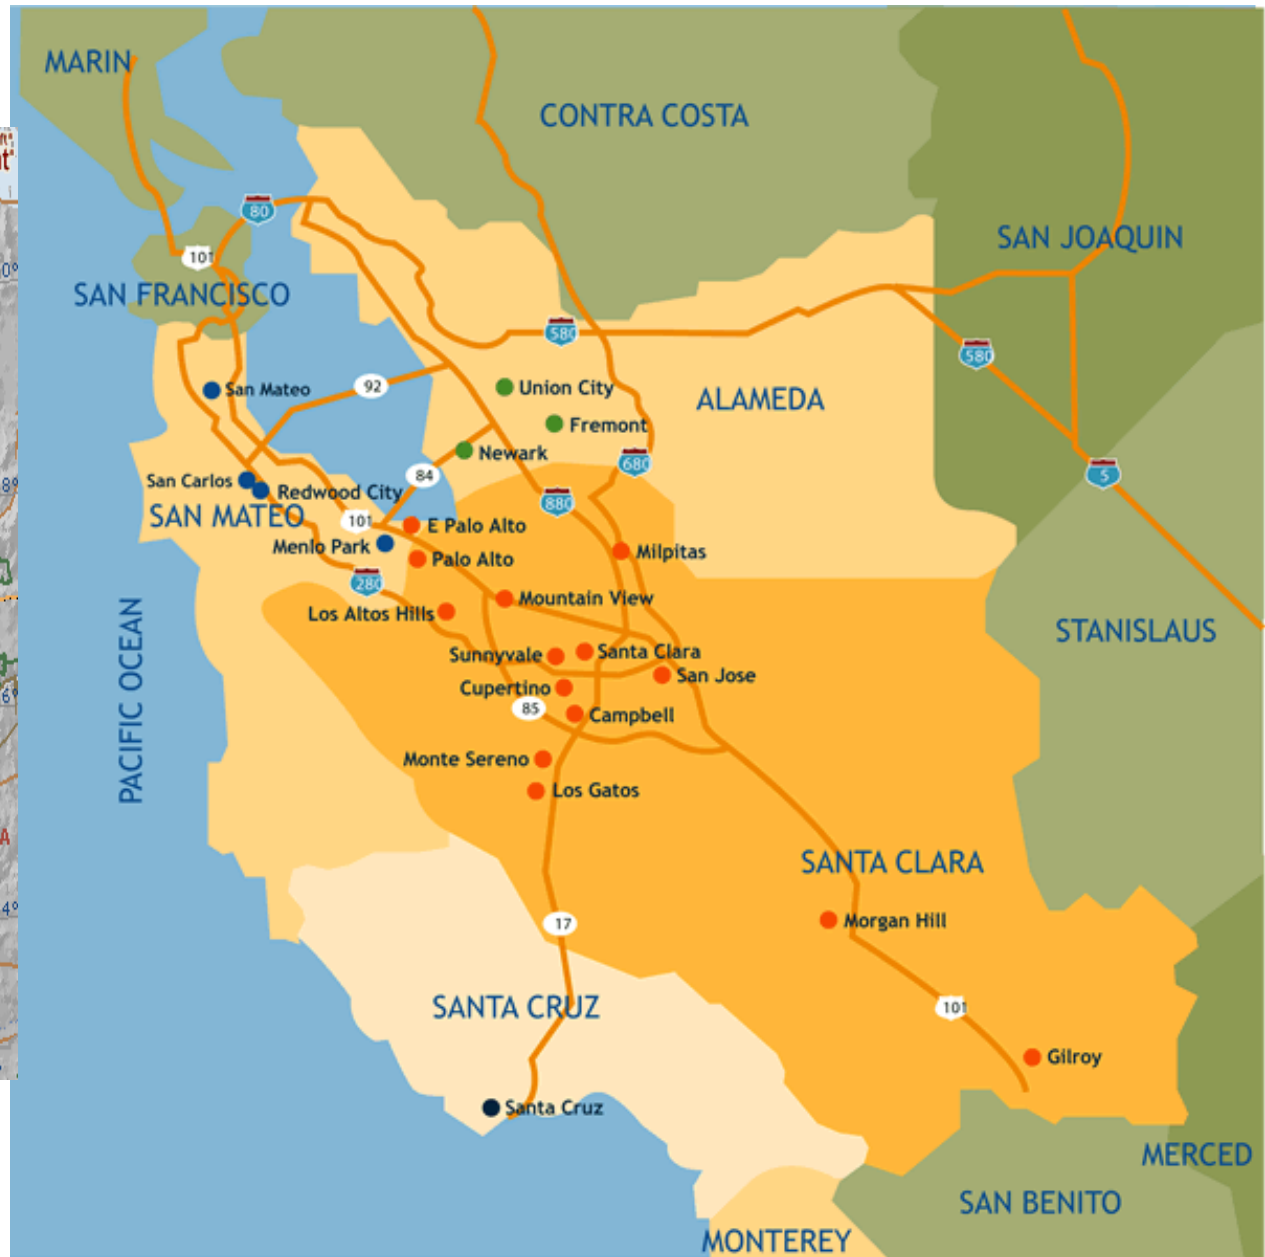 MARIN
CONTRA COSTA
80
SAN JOAQUIN
101
SAN FRANCISCO
580
580
San Mateo
92
Union City
ALAMEDA
Fremont
Newark
680
84
5
San Carlos
Redwood City
880
SAN MATEO
101
E Palo Alto
Menlo Park
Milpitas
Palo Alto
280
Mountain View
Los Altos Hills
STANISLAUS
Sunnyvale
Santa Clara
San Jose
PACIFIC OCEAN
Cupertino
85
Campbell
Monte Sereno
Los Gatos
SANTA CLARA
17
Morgan Hill
SANTA CRUZ
101
Gilroy
Santa Cruz
MERCED
SAN BENITO
MONTEREY